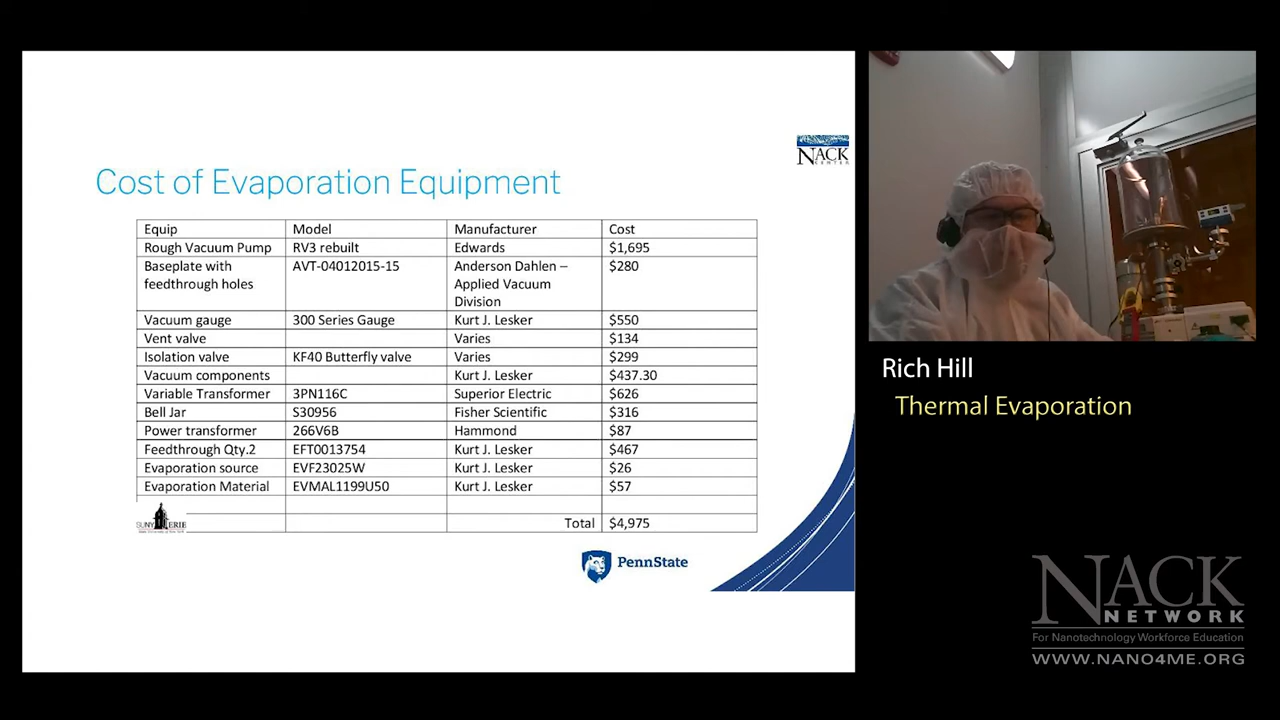 NACK
CENTER
Cost of Evaporation Equipment
Equip Model Manufacturer Cost
Rough Vacuum Pump RV3 rebuilt Edwards $1,695
Baseplate with feedthrough holes AVT-04012015-15 Anderson Dahlen – Applied Vacuum Division $280
Vacuum gauge 300 Series Gauge Kurt J. Lesker $550
Vent valve Varies $134
Isolation valve KF40 Butterfly valve Varies $299
Vacuum components Kurt J. Lesker $437.30
Variable Transformer 3PN116C Superior Electric $626
Bell Jar S30956 Fisher Scientific $316
Power transformer 266V6B Hammond $87
Feedthrough Qty.2 EFT0013754 Kurt J. Lesker $467
Evaporation source EVF23025W Kurt J. Lesker $26
Evaporation Material EVMAL1199U50 Kurt J. Lesker $57
Total $4,975
SUNY ERIE
PennState
Rich Hill
Thermal Evaporation
NACK
NETWORK
For Nanotechnology Workforce Education
WWW.NANO4ME.ORG